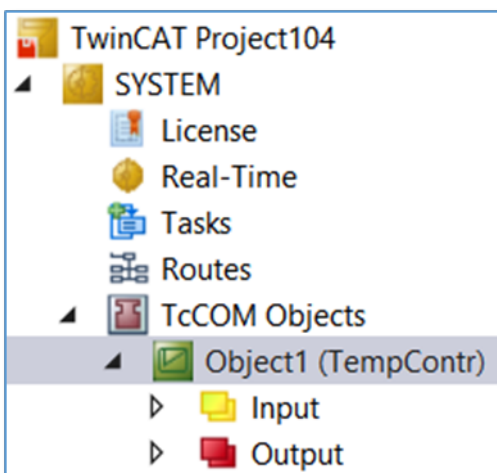 TwinCAT Project104
SYSTEM
License
Real-Time
Tasks
Routes
TcCOM Objects
Object1 (TempContr)
Input
Output